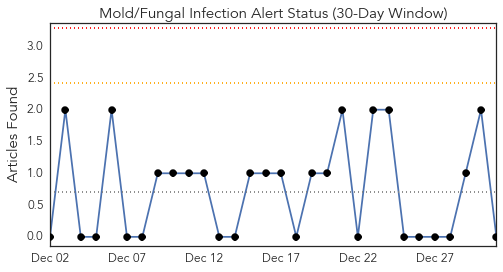 Mold/Fungal Infection Alert Status (30-Day Window)
Articles Found
3.0
2.5
2.0
1.5
1.0
0.5
0.0
Dec 02 Dec 07 Dec 12 Dec 17 Dec 22 Dec 27